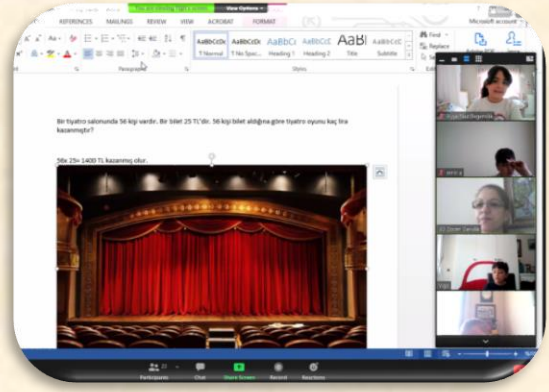 View Options
REFERENCES MAILINGS REVIEW VIEW ACROBAT FORMAT
Microsoft account
AaBbCcDc AaBbCcDc AaBbCc AaBbCcC AaBl AaBbCcC
¶ Normal ¶ No Spac... Heading 1 Heading 2 Title Subtitle
Find
Replace
Paragraph
Styles
Bir tiyatro salonunda 56 kişi vardır. Bir bilet 25 TL'dir. 56 kişi bilet aldığına göre tiyatro oyunu kaç lira
kazanmıştır?
56x 25= 1400 TL kazanmış olur.
Participants Chat Share Screen Record Reactions